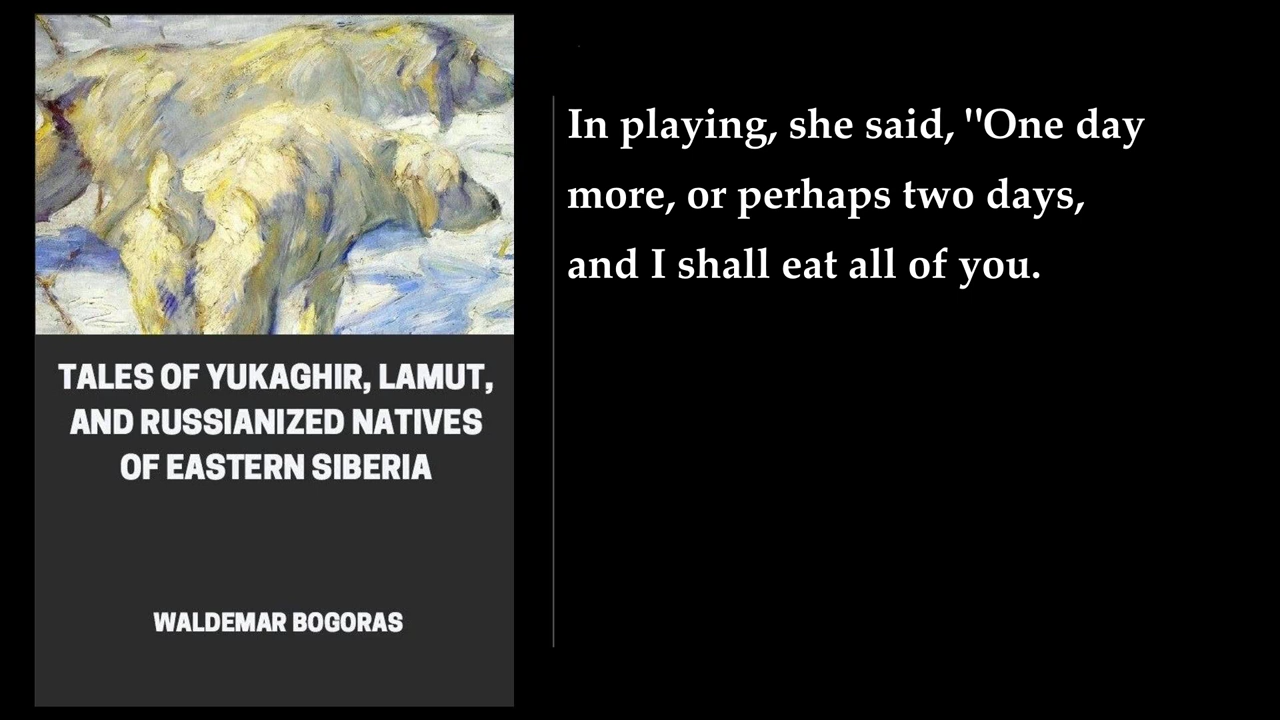 TALES OF YUKAGHIR, LAMUT,
AND RUSSIANIZED NATIVES
OF EASTERN SIBERIA
WALDEMAR BOGORAS
In playing, she said, "One day
more, or perhaps two days,
and I shall eat all of you.